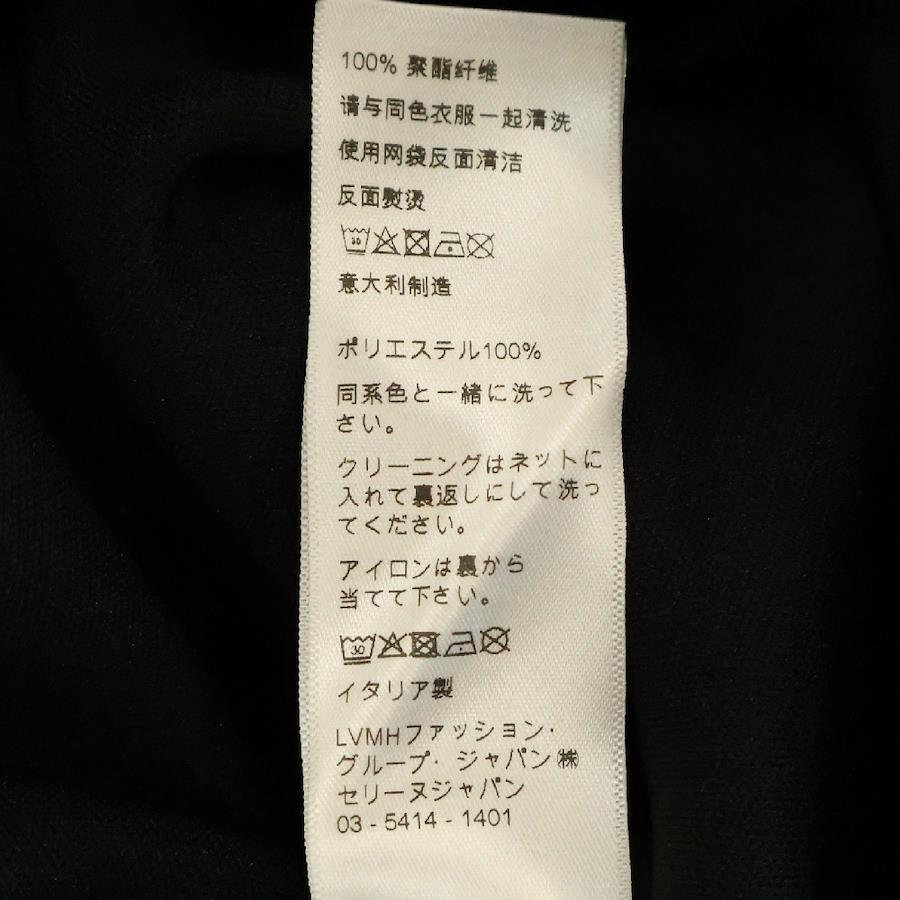 100% 聚酯纤维
请与同色衣服一起清洗
使用网袋反面清洁
反面熨烫
30
意大利制造
ポリエステル100%
同系色と一緒に洗って下
さい。
クリーニングはネットに
入れて裏返しにして洗っ
てください。
アイロンは裏から
当てて下さい。
30
イタリア製
LVMHファッション・
グループ・ジャパン㈱
セリーヌジャパン
03 - 5414 - 1401